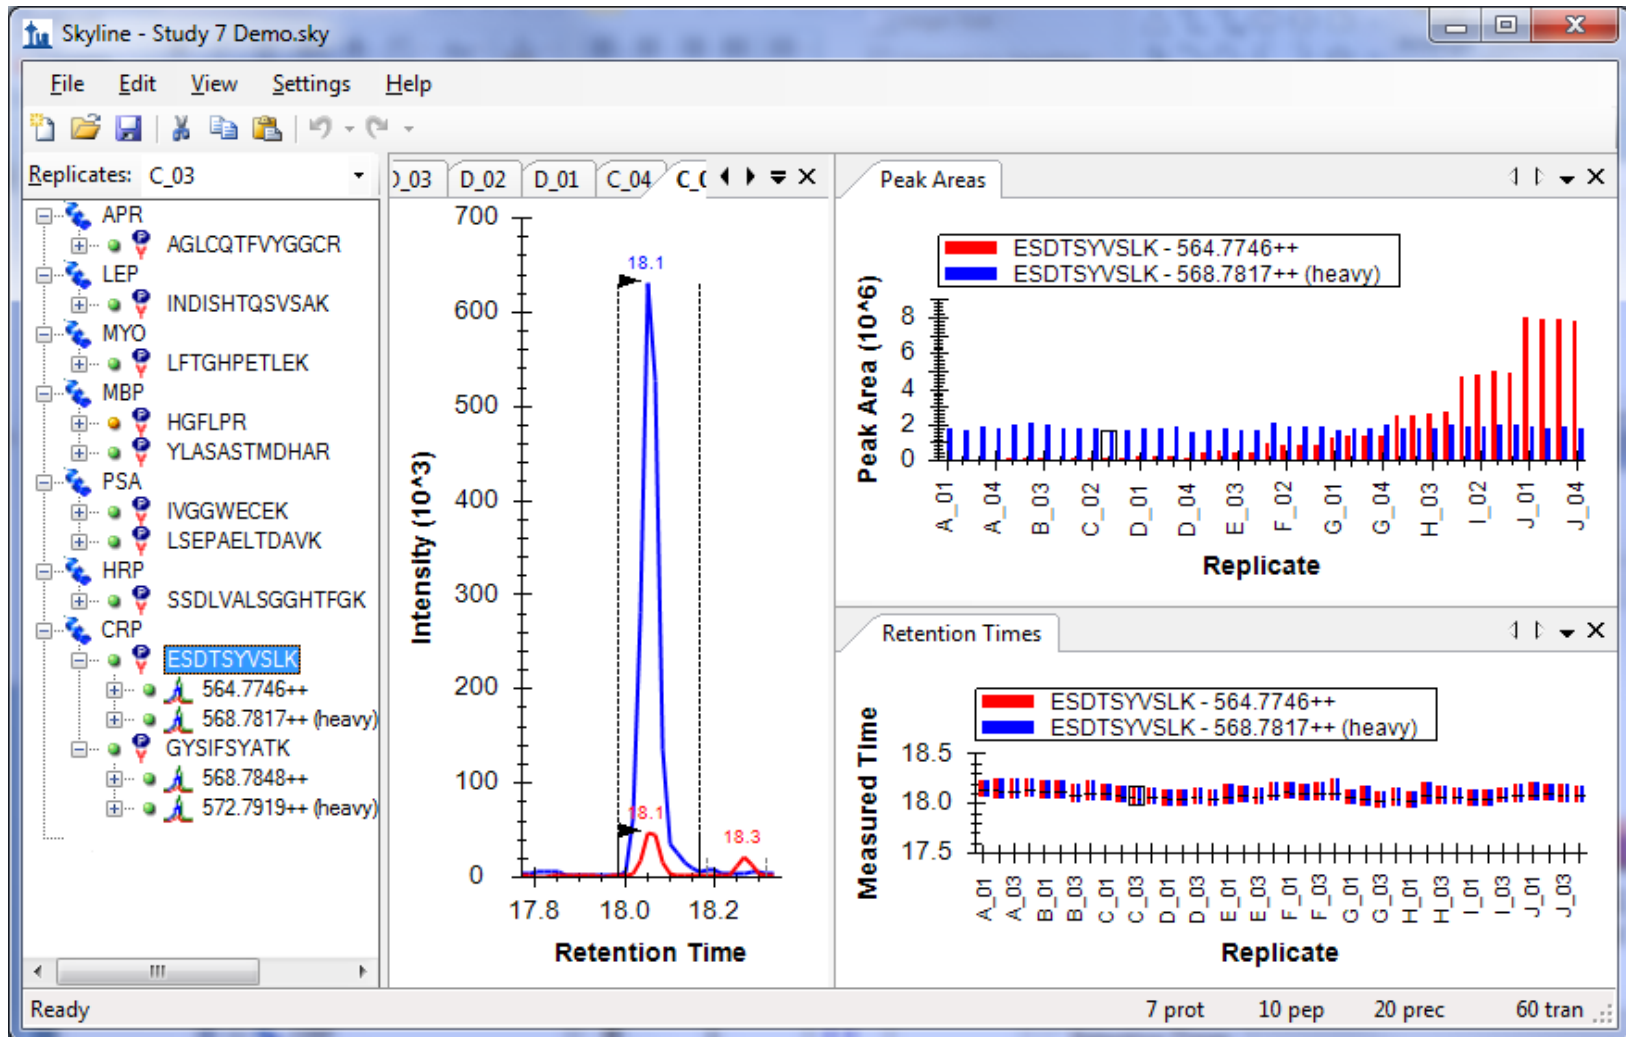 Skyline - Study 7 Demo.sky
File Edit View Settings Help
Replicates: C_03
APR
AGLCQTFVYGGCR
LEP
INDISHTQSVSAK
MYO
LFTGHPETLEK
MBP
HGFLPR
YLASASTMDHAR
PSA
IVGGWECEK
LSEPAELTDAVK
HRP
SSDLVALSGGHTFGK
CRP
ESDTSYVSLK
564.7746++
568.7817++ (heavy)
GYSIFSYATK
568.7848++
572.7919++ (heavy)
D_02 D_01 C_04
700
600
500
400
300
200
100
0
Intensity (10^3)
18.1
18.1
18.3
17.8 18.0 18.2
Retention Time
Peak Areas
ESDTSYVSLK - 564.7746++
ESDTSYVSLK - 568.7817++ (heavy)
Peak Area (10^6)
8
6
4
2
0
A_01 A_04 B_03 C_02 D_01 D_04 E_03 F_02 G_01 G_04 H_03 I_02 J_01 J_04
Replicate
Retention Times
ESDTSYVSLK - 564.7746++
ESDTSYVSLK - 568.7817++ (heavy)
Measured Time
18.5
18.0
17.5
A_01 A_03 B_01 B_03 C_01 C_03 D_01 D_03 E_01 E_03 F_01 F_03 G_01 G_03 H_01 H_03 I_01 I_03 J_01 J_03
Replicate
Ready
7 prot 10 pep 20 prec 60 tran